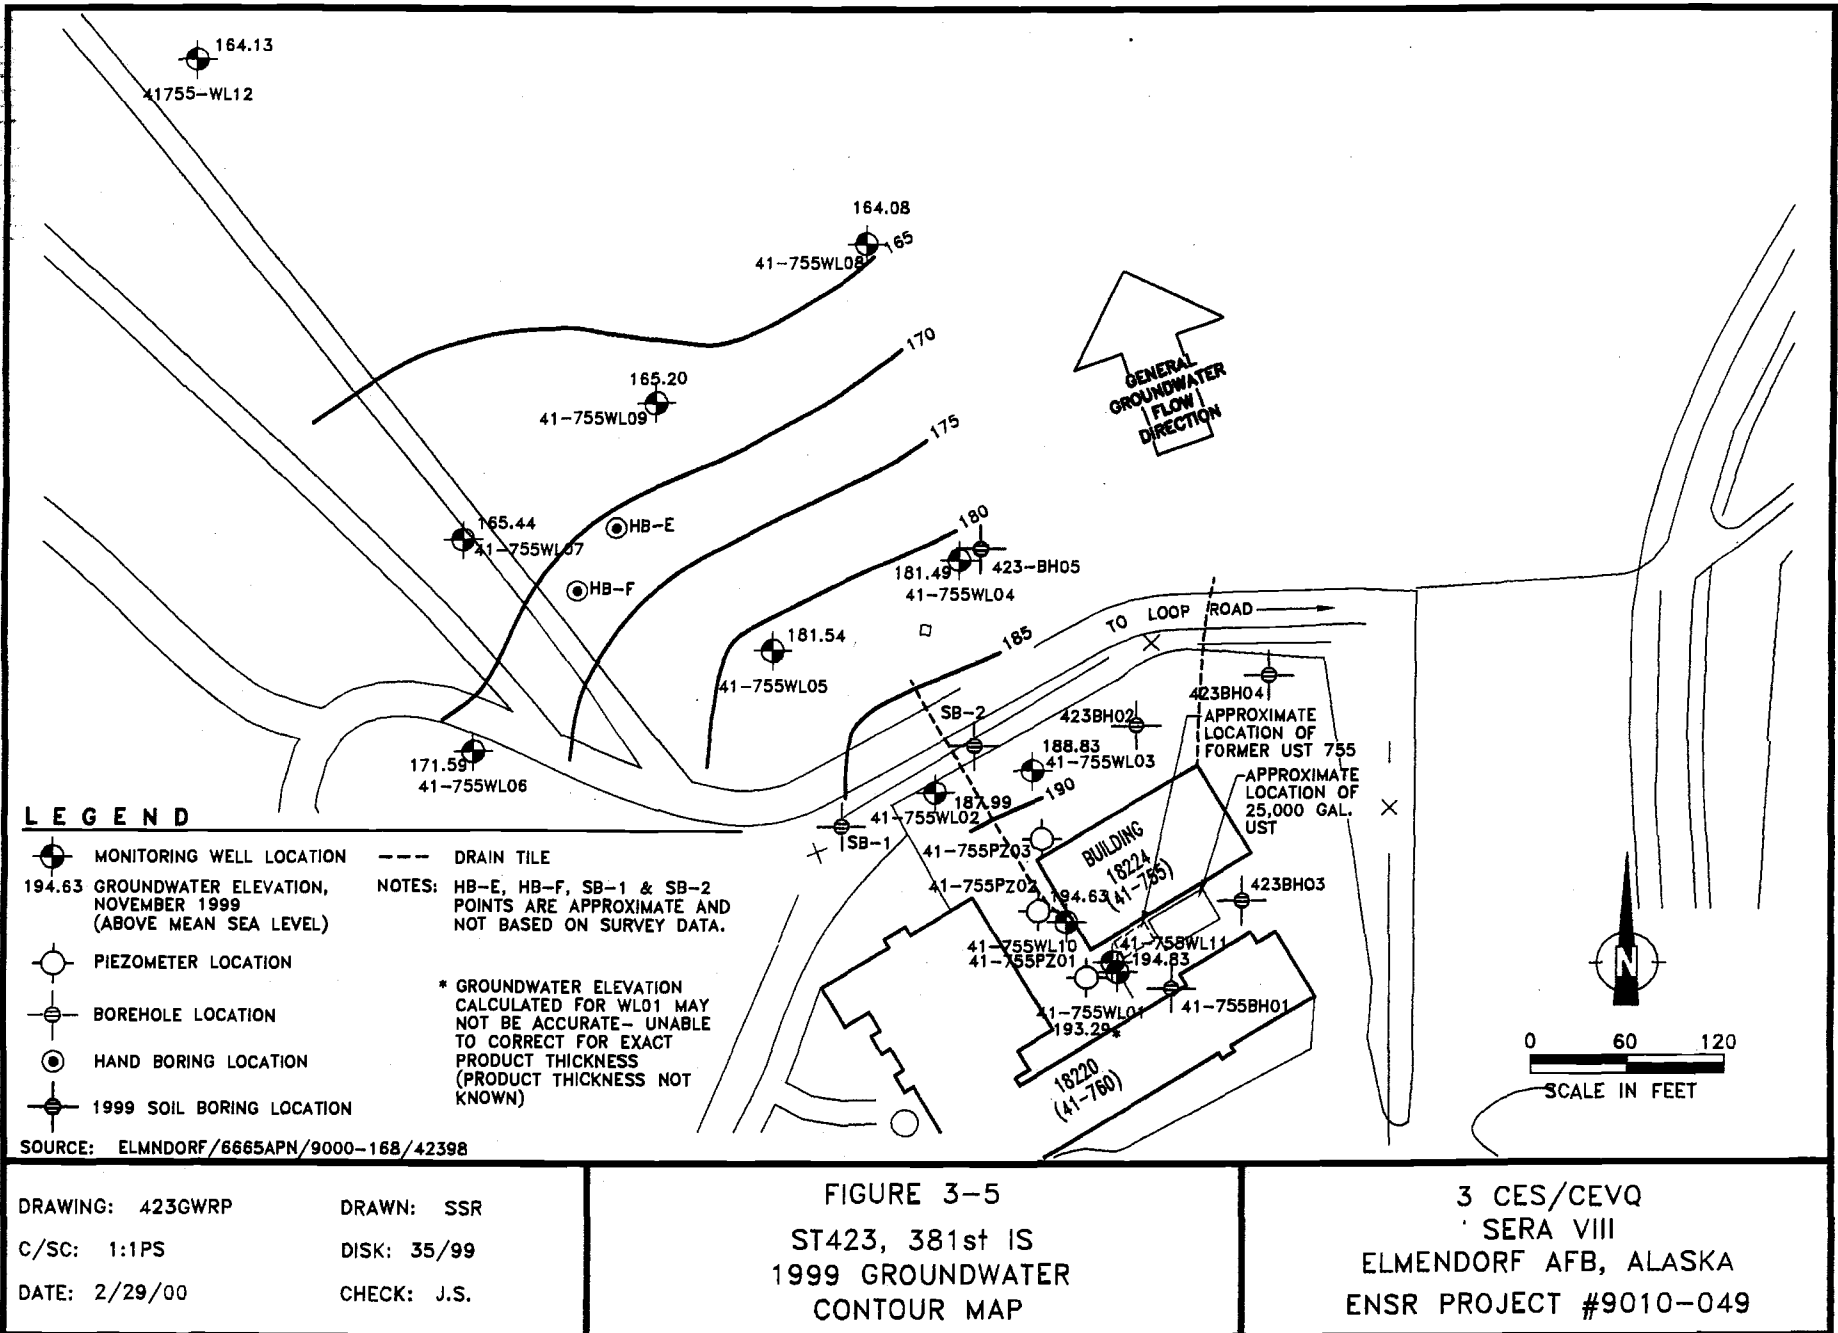 164.13
41755-WL12
164.08
165
41-755WL08
170
165.20
41-755WL09
175
GENERAL
GROUNDWATER
FLOW
DIRECTION
180
165.44
41-755WL07
HB-E
HB-F
181.49
423-BH05
41-755WL04
TO LOOP ROAD
185
181.54
41-755WL05
423BH04
SB-2
423BH02
APPROXIMATE
LOCATION OF
FORMER UST 755
188.83
41-755WL03
171.59
41-755WL06
APPROXIMATE
LOCATION OF
25,000 GAL.
UST
190
187.99
41-755WL02
SB-1
41-755PZ03
BUILDING
18224
(41-755)
41-755PZ02
194.63
423BH03
41-755WL10
41-755WL11
41-755PZ01
194.83
41-755WL01
193.29*
41-755BH01
18220
(41-760)
N
0 60 120
SCALE IN FEET
LEGEND
MONITORING WELL LOCATION
194.63 GROUNDWATER ELEVATION,
NOVEMBER 1999
(ABOVE MEAN SEA LEVEL)
PIEZOMETER LOCATION
BOREHOLE LOCATION
HAND BORING LOCATION
1999 SOIL BORING LOCATION
---- DRAIN TILE
NOTES: HB-E, HB-F, SB-1 & SB-2
POINTS ARE APPROXIMATE AND
NOT BASED ON SURVEY DATA.
* GROUNDWATER ELEVATION
CALCULATED FOR WL01 MAY
NOT BE ACCURATE- UNABLE
TO CORRECT FOR EXACT
PRODUCT THICKNESS
(PRODUCT THICKNESS NOT
KNOWN)
SOURCE: ELMNDORF/6665APN/9000-168/42398
DRAWING: 423GWRP
DRAWN: SSR
C/SC: 1:1PS
DISK: 35/99
DATE: 2/29/00
CHECK: J.S.
FIGURE 3-5
ST423, 381st IS
1999 GROUNDWATER
CONTOUR MAP
3 CES/CEVQ
SERA VIII
ELMENDORF AFB, ALASKA
ENSR PROJECT #9010-049